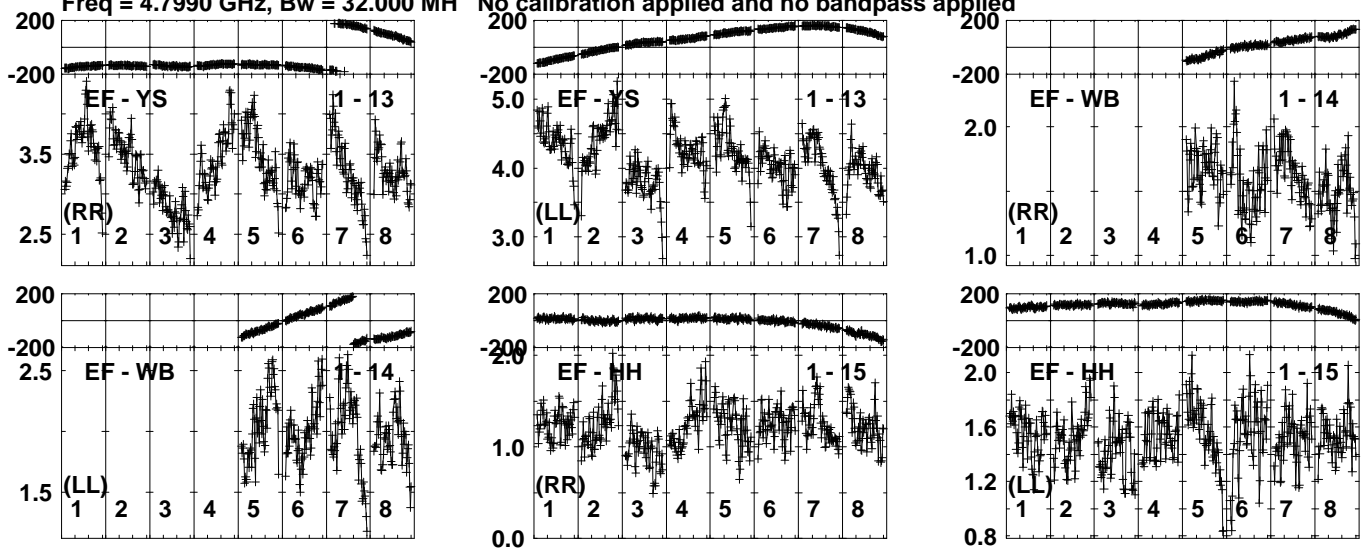 Freq = 4.7990 GHz, Bw = 32.000 MH No calibration applied and no bandpass applied
200
-200
EF - YS 1 - 13
3.5
(RR)
2.5
1 2 3 4 5 6 7 8
200
-200
5.0
EF - YS 1 - 13
4.0
(LL)
3.0
1 2 3 4 5 6 7 8
200
-200
EF - WB 1 - 14
2.0
(RR)
1.0
1 2 3 4 5 6 7 8
200
-200
2.5
EF - WB 1 - 14
1.5
(LL)
1 2 3 4 5 6 7 8
200
-200
2.0
EF - HH 1 - 15
1.0
(RR)
0.0
1 2 3 4 5 6 7 8
200
-200
2.0
EF - HH 1 - 15
1.6
1.2
(LL)
0.8
1 2 3 4 5 6 7 8